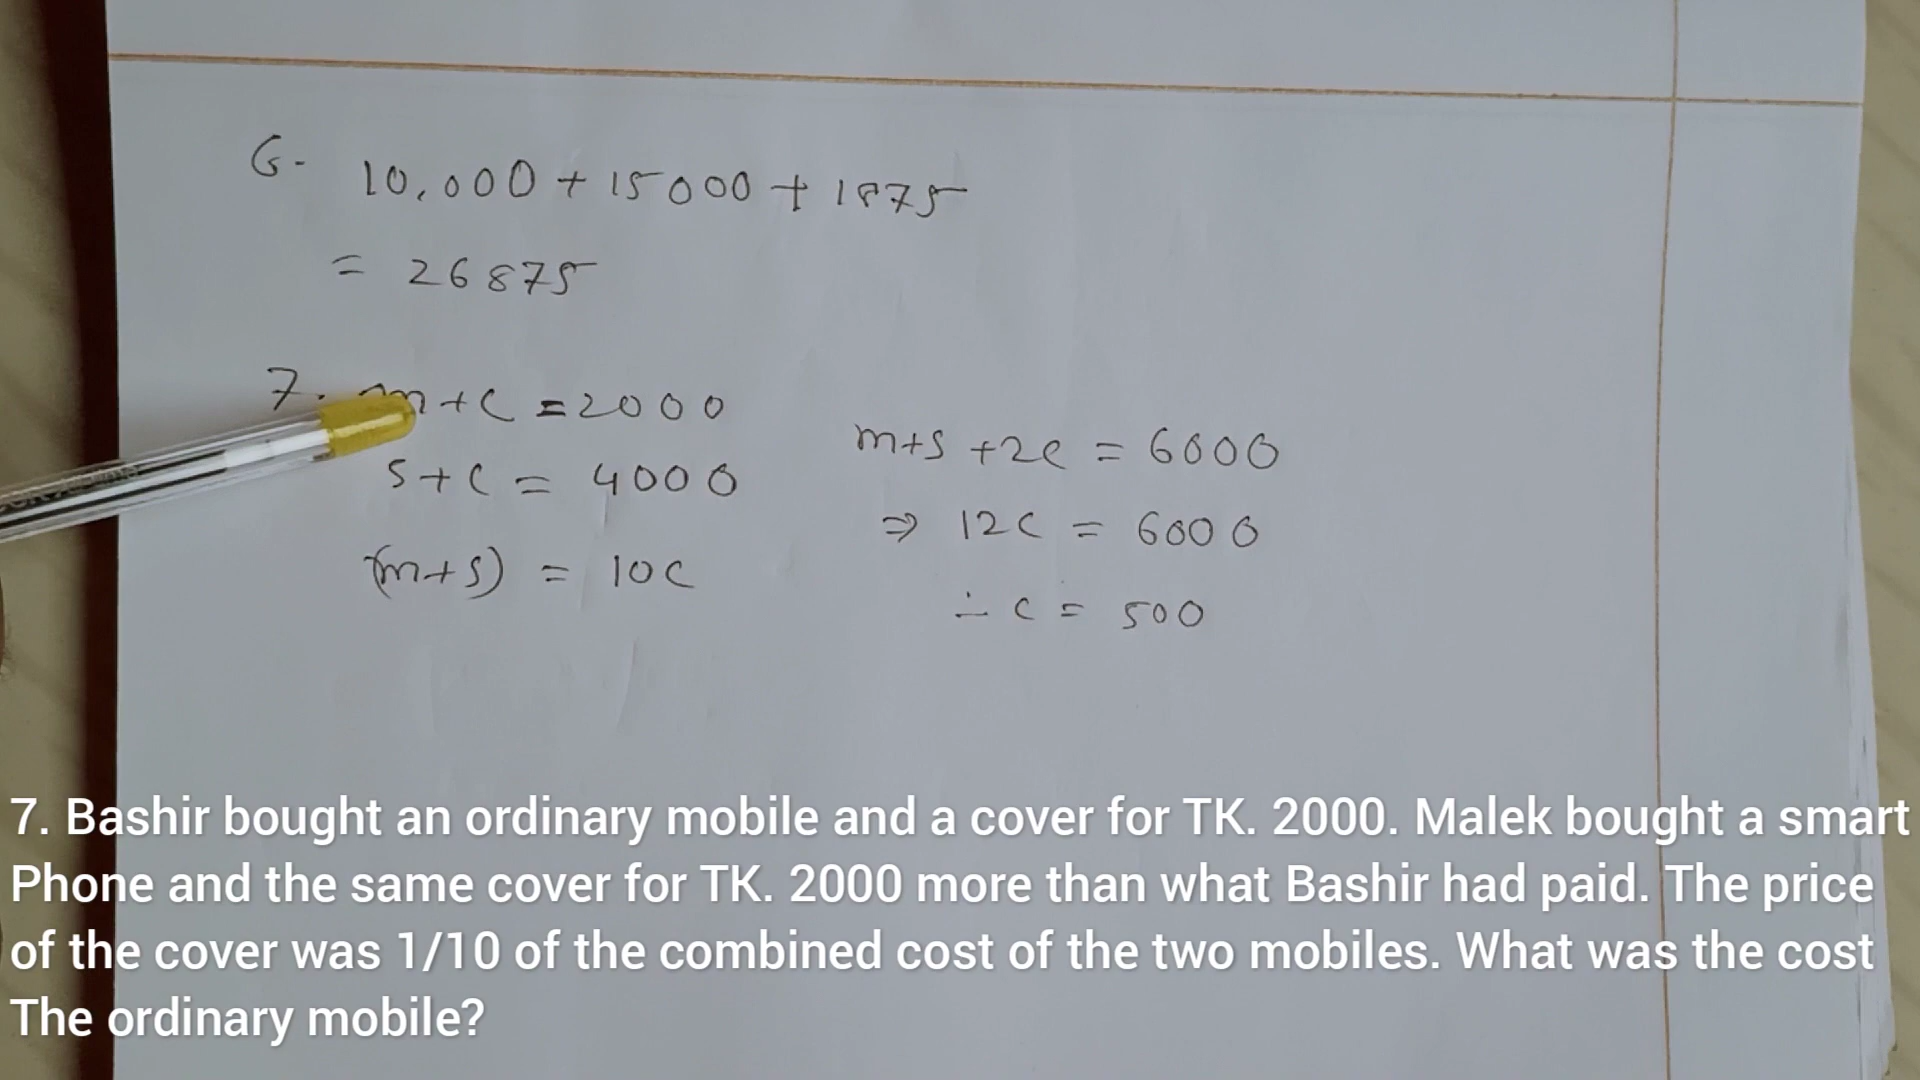 6. 10,000 + 15000 + 1875
= 26875
7. m+c = 2000
s+c = 4000
(m+s) = 10c
m+s +2c = 6000
⇒ 12c = 6000
∴ c = 500
7. Bashir bought an ordinary mobile and a cover for TK. 2000. Malek bought a smart
Phone and the same cover for TK. 2000 more than what Bashir had paid. The price
of the cover was 1/10 of the combined cost of the two mobiles. What was the cost
The ordinary mobile?